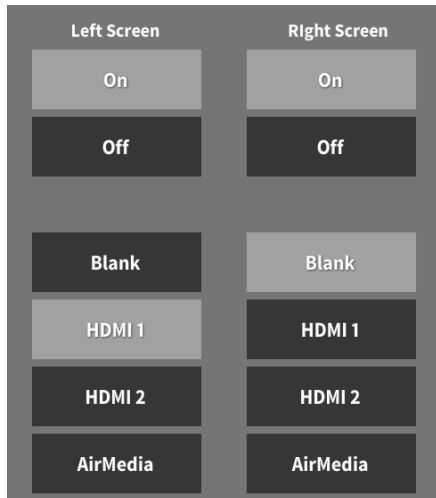 Left Screen
On
Off
Blank
HDMI 1
HDMI 2
AirMedia
RIght Screen
On
Off
Blank
HDMI 1
HDMI 2
AirMedia